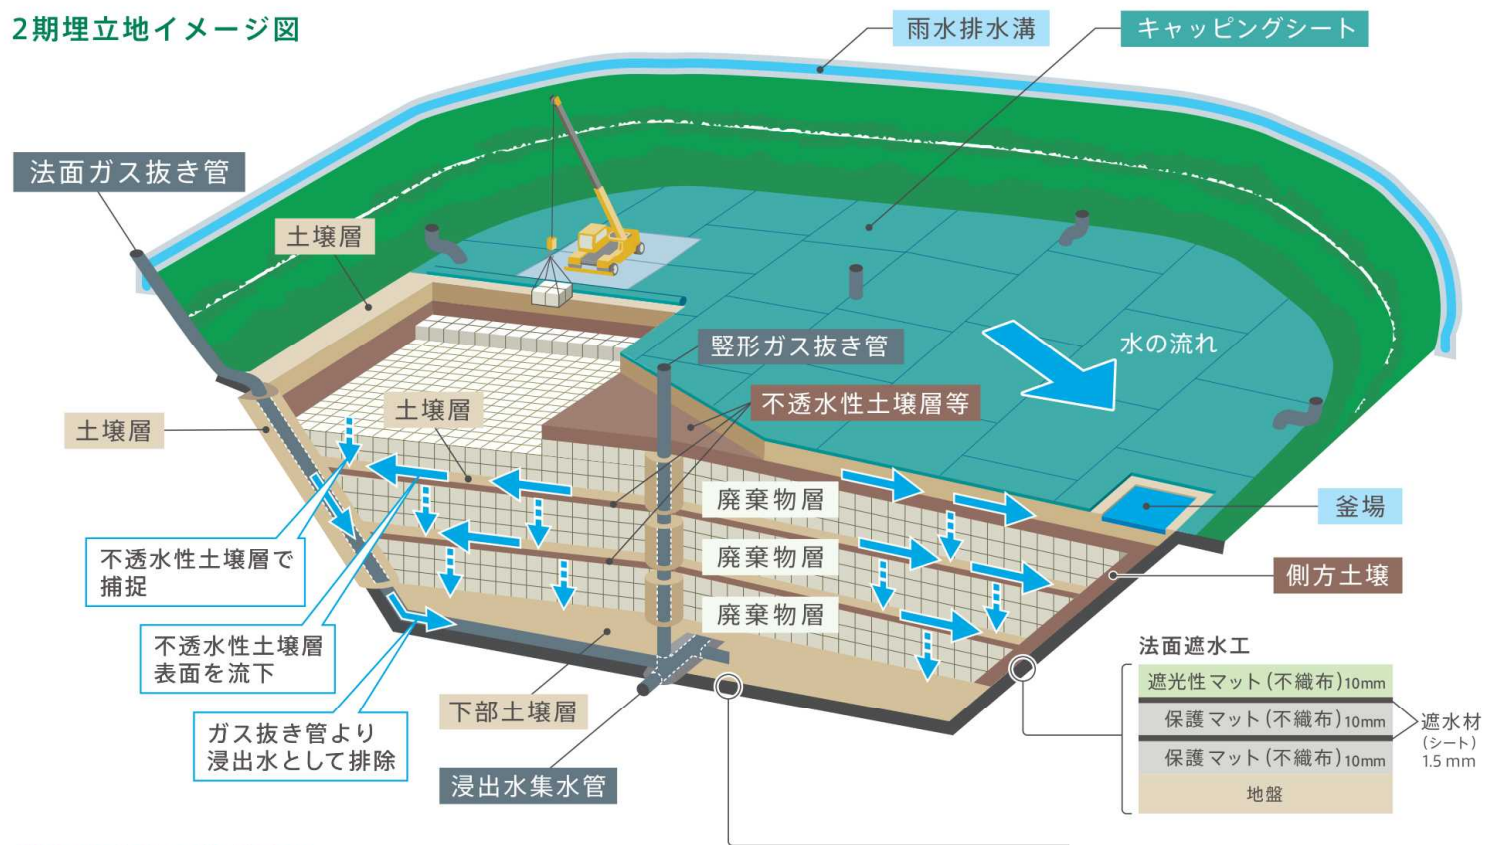 2期埋立地イメージ図
雨水排水溝
キャッピングシート
法面ガス抜き管
土壌層
竪形ガス抜き管
水の流れ
不透水性土壌層等
土壌層
土壌層
廃棄物層
釜場
不透水性土壌層で
捕捉
廃棄物層
側方土壌
廃棄物層
不透水性土壌層
表面を流下
法面遮水工
遮光性マット(不織布)10mm
保護マット(不織布)10mm
保護マット(不織布)10mm
地盤
遮水材
(シート)
1.5 mm
下部土壌層
ガス抜き管より
浸出水として排除
浸出水集水管